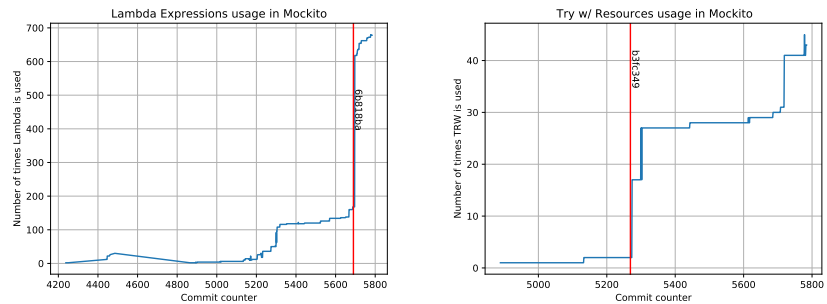 Lambda Expressions usage in Mockito
Number of times Lambda is used
700
600
500
400
300
200
100
0
6b818ba
4200 4400 4600 4800 5000 5200 5400 5600 5800
Commit counter
Try w/ Resources usage in Mockito
Number of times TRW is used
40
30
20
10
0
b3fc349
5000 5200 5400 5600 5800
Commit counter